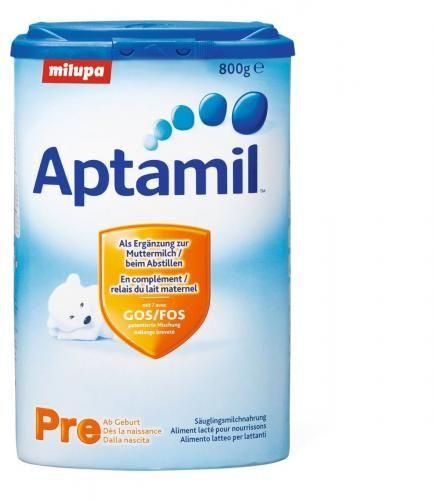 milupa
800g ℮
Aptamil™
Als Ergänzung zur
Muttermilch /
beim Abstillen
En complément /
relais du lait maternel
mit / avec
GOS/FOS
patentierte Mischung
mélange breveté
Pre
Ab Geburt
Dès la naissance
Dalla nascita
Säuglingsmilchnahrung
Aliment lacté pour nourrissons
Alimento latteo per lattanti